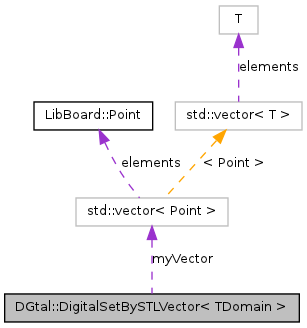 T
elements
LibBoard::Point
std::vector< T >
elements
< Point >
std::vector< Point >
myVector
DGtal::DigitalSetBySTLVector< TDomain >